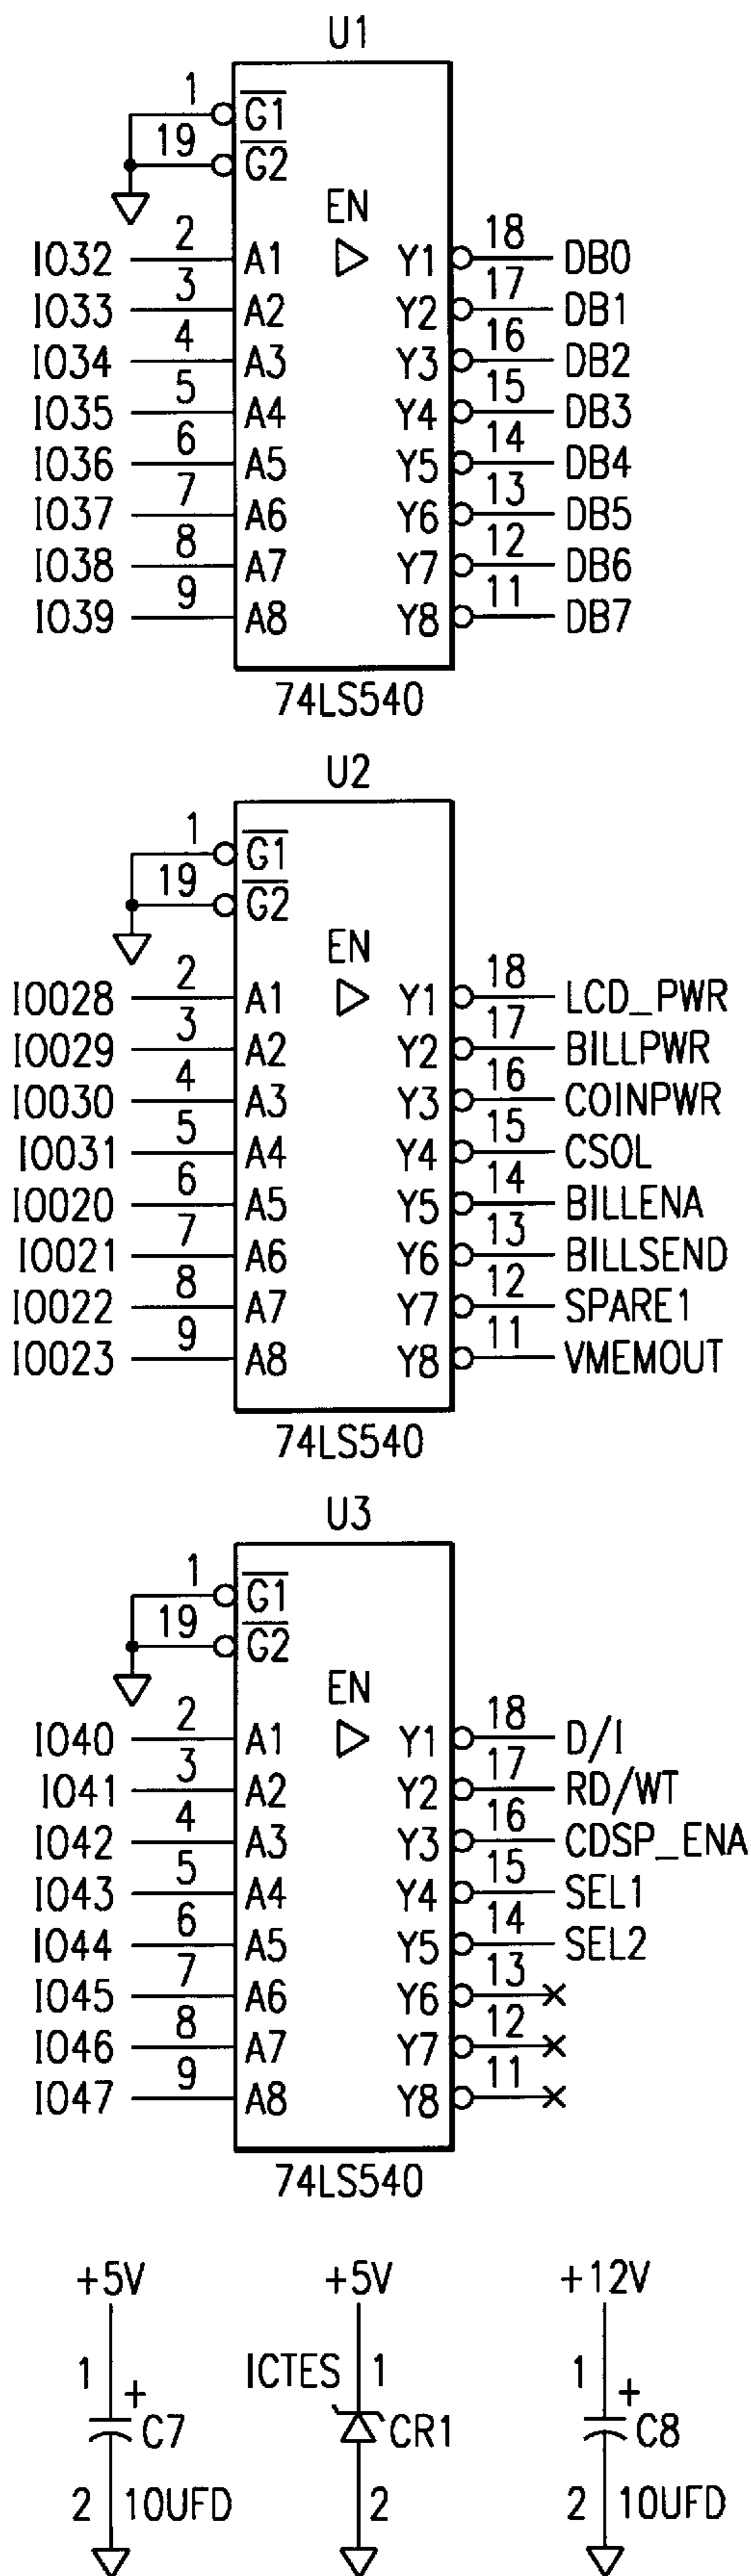 U1
1 G1
19 G2
EN
IO32 2 A1 Y1 18 DB0
IO33 3 A2 Y2 17 DB1
IO34 4 A3 Y3 16 DB2
IO35 5 A4 Y4 15 DB3
IO36 6 A5 Y5 14 DB4
IO37 7 A6 Y6 13 DB5
IO38 8 A7 Y7 12 DB6
IO39 9 A8 Y8 11 DB7
74LS540
U2
1 G1
19 G2
EN
IO028 2 A1 Y1 18 LCD_PWR
IO029 3 A2 Y2 17 BILLPWR
IO030 4 A3 Y3 16 COINPWR
IO031 5 A4 Y4 15 CSOL
IO020 6 A5 Y5 14 BILLENA
IO021 7 A6 Y6 13 BILLSEND
IO022 8 A7 Y7 12 SPARE1
IO023 9 A8 Y8 11 VMEMOUT
74LS540
U3
1 G1
19 G2
EN
IO40 2 A1 Y1 18 D/I
IO41 3 A2 Y2 17 RD/WT
IO42 4 A3 Y3 16 CDSP_ENA
IO43 5 A4 Y4 15 SEL1
IO44 6 A5 Y5 14 SEL2
IO45 7 A6 Y6 13
IO46 8 A7 Y7 12
IO47 9 A8 Y8 11
74LS540
+5V +5V +12V
1 + ICTES 1 1 +
C7 CR1 C8
2 10UFD 2 2 10UFD